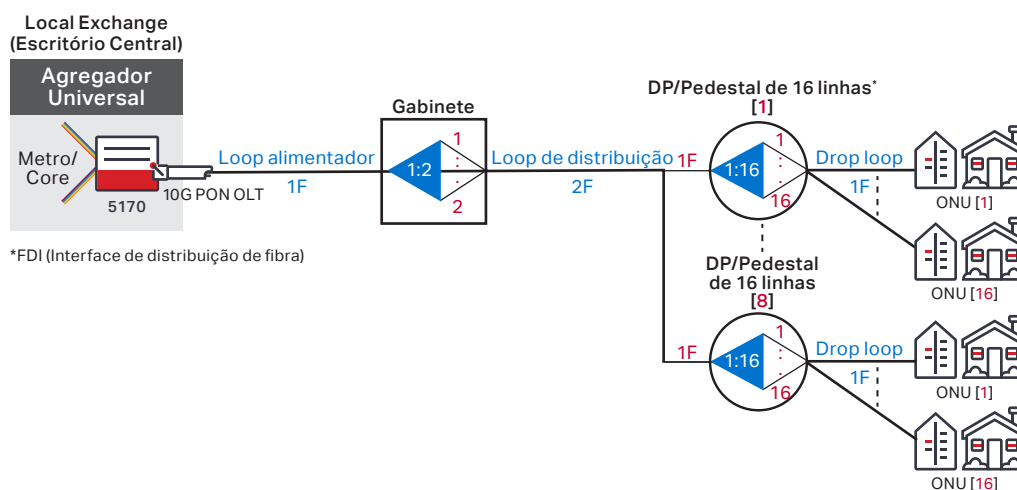 Local Exchange
(Escritório Central)
Agregador
Universal
Metro/
Core
5170
10G PON OLT
*FDI (Interface de distribuição de fibra)
Loop alimentador
1F
Gabinete
1:2
1
2
Loop de distribuição
2F
DP/Pedestal de 16 linhas*
[1]
1F
1:16
1
16
Drop loop
1F
ONU [1]
ONU [16]
DP/Pedestal
de 16 linhas
[8]
1F
1:16
1
16
Drop loop
1F
ONU [1]
ONU [16]